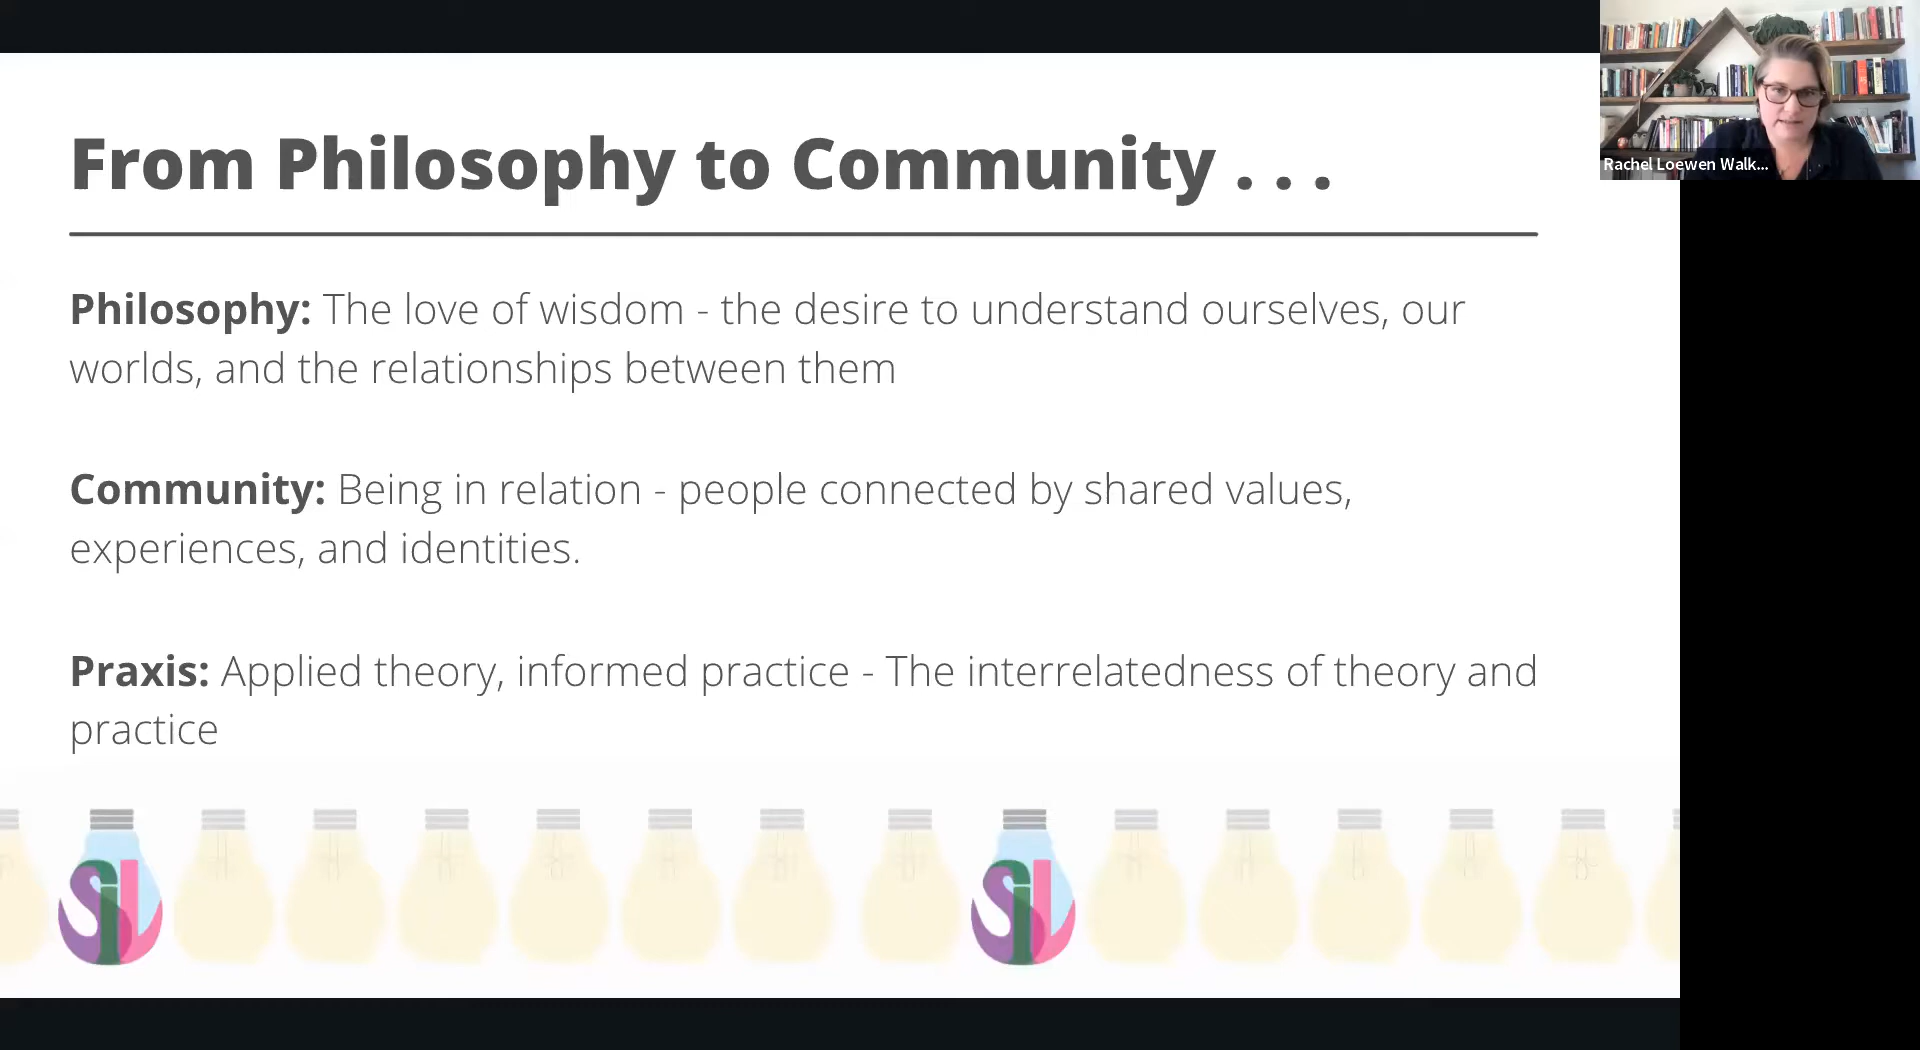 From Philosophy to Community . . .
Rachel Loewen Walk...
Philosophy: The love of wisdom - the desire to understand ourselves, our
worlds, and the relationships between them
Community: Being in relation - people connected by shared values,
experiences, and identities.
Praxis: Applied theory, informed practice - The interrelatedness of theory and
practice
SiL
SiL